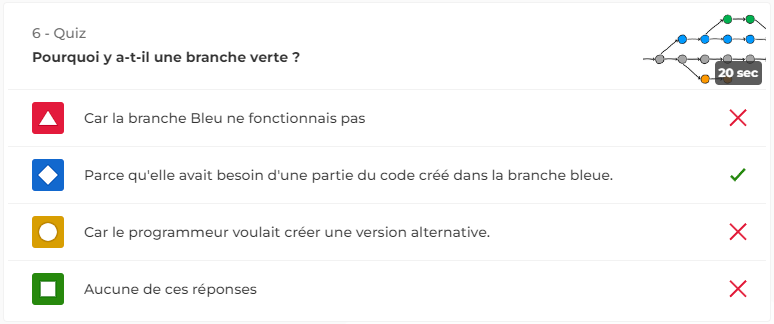 6 - Quiz
Pourquoi y a-t-il une branche verte ?
20 sec
Car la branche Bleu ne fonctionnais pas
Parce qu'elle avait besoin d'une partie du code créé dans la branche bleue.
Car le programmeur voulait créer une version alternative.
Aucune de ces réponses